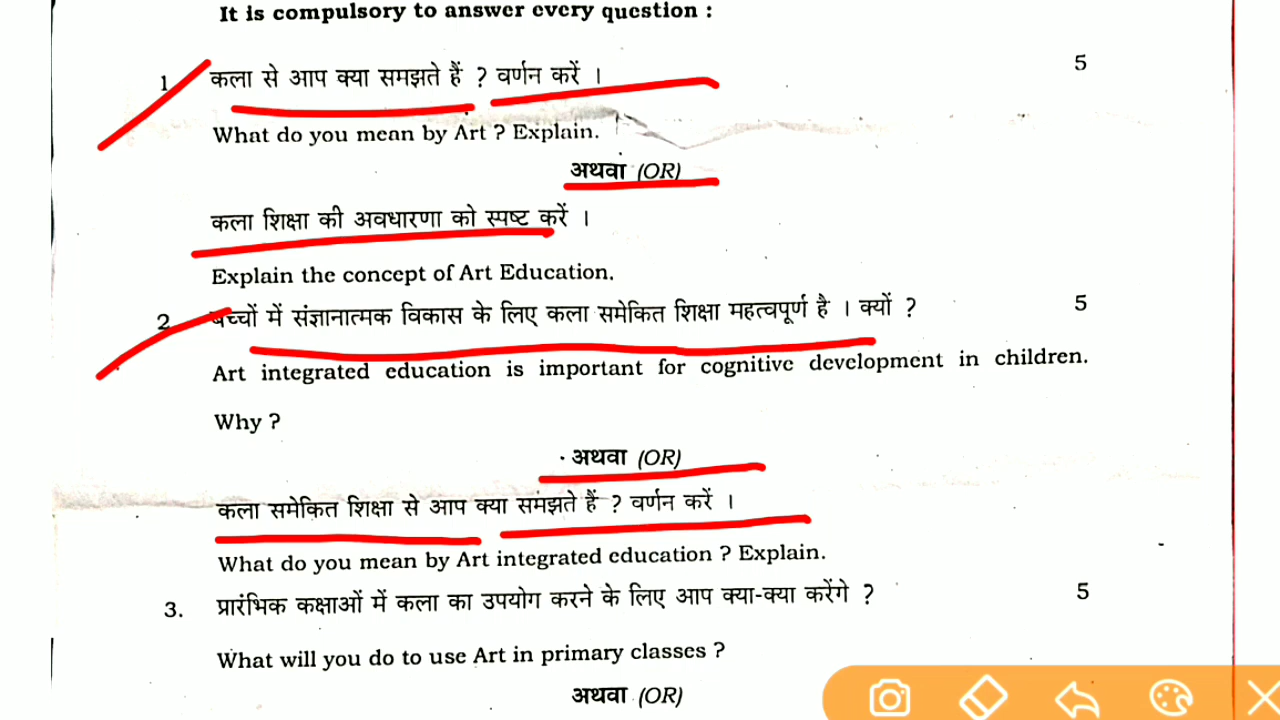 It is compulsory to answer every question :
1 कला से आप क्या समझते हैं ? वर्णन करें । 5
What do you mean by Art ? Explain.
अथवा (OR)
कला शिक्षा की अवधारणा को स्पष्ट करें ।
Explain the concept of Art Education.
2 बच्चों में संज्ञानात्मक विकास के लिए कला समेकित शिक्षा महत्वपूर्ण है । क्यों ? 5
Art integrated education is important for cognitive development in children.
Why ?
अथवा (OR)
कला समेकित शिक्षा से आप क्या समझते हैं ? वर्णन करें ।
What do you mean by Art integrated education ? Explain.
3. प्रारंभिक कक्षाओं में कला का उपयोग करने के लिए आप क्या-क्या करेंगे ? 5
What will you do to use Art in primary classes ?
अथवा (OR)